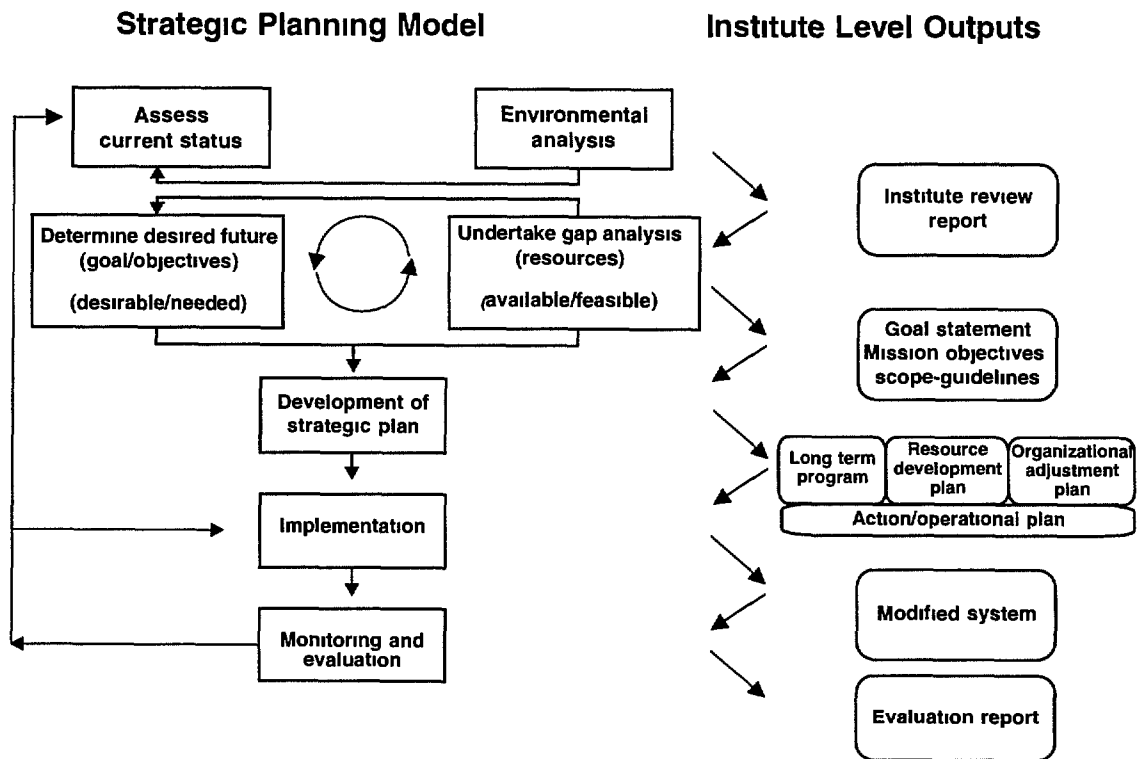 Strategic Planning Model
Institute Level Outputs
Assess
current status
Environmental
analysis
Determine desired future
(goal/objectives)
(desirable/needed)
Undertake gap analysis
(resources)
(available/feasible)
Development of
strategic plan
Implementation
Monitoring and
evaluation
Institute review
report
Goal statement
Mission objectives
scope-guidelines
Long term
program
Resource
development
plan
Organizational
adjustment
plan
Action/operational plan
Modified system
Evaluation report